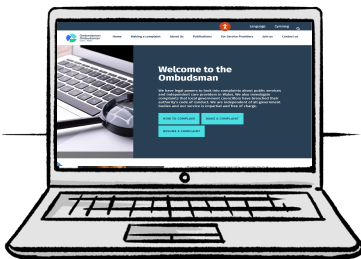 Language
Cymraeg
Ombudsman
Ombwdsmon
Home
Making a complaint
About Us
Publications
For Service Providers
Join us
Contact us
Welcome to the
Ombudsman
We have legal powers to look into complaints about public services
and independent care providers in Wales. We also investigate
complaints that local government councillors have breached their
authority's code of conduct. We are independent of all government
bodies and our service is impartial and free of charge.
HOW TO COMPLAIN
MAKE A COMPLAINT